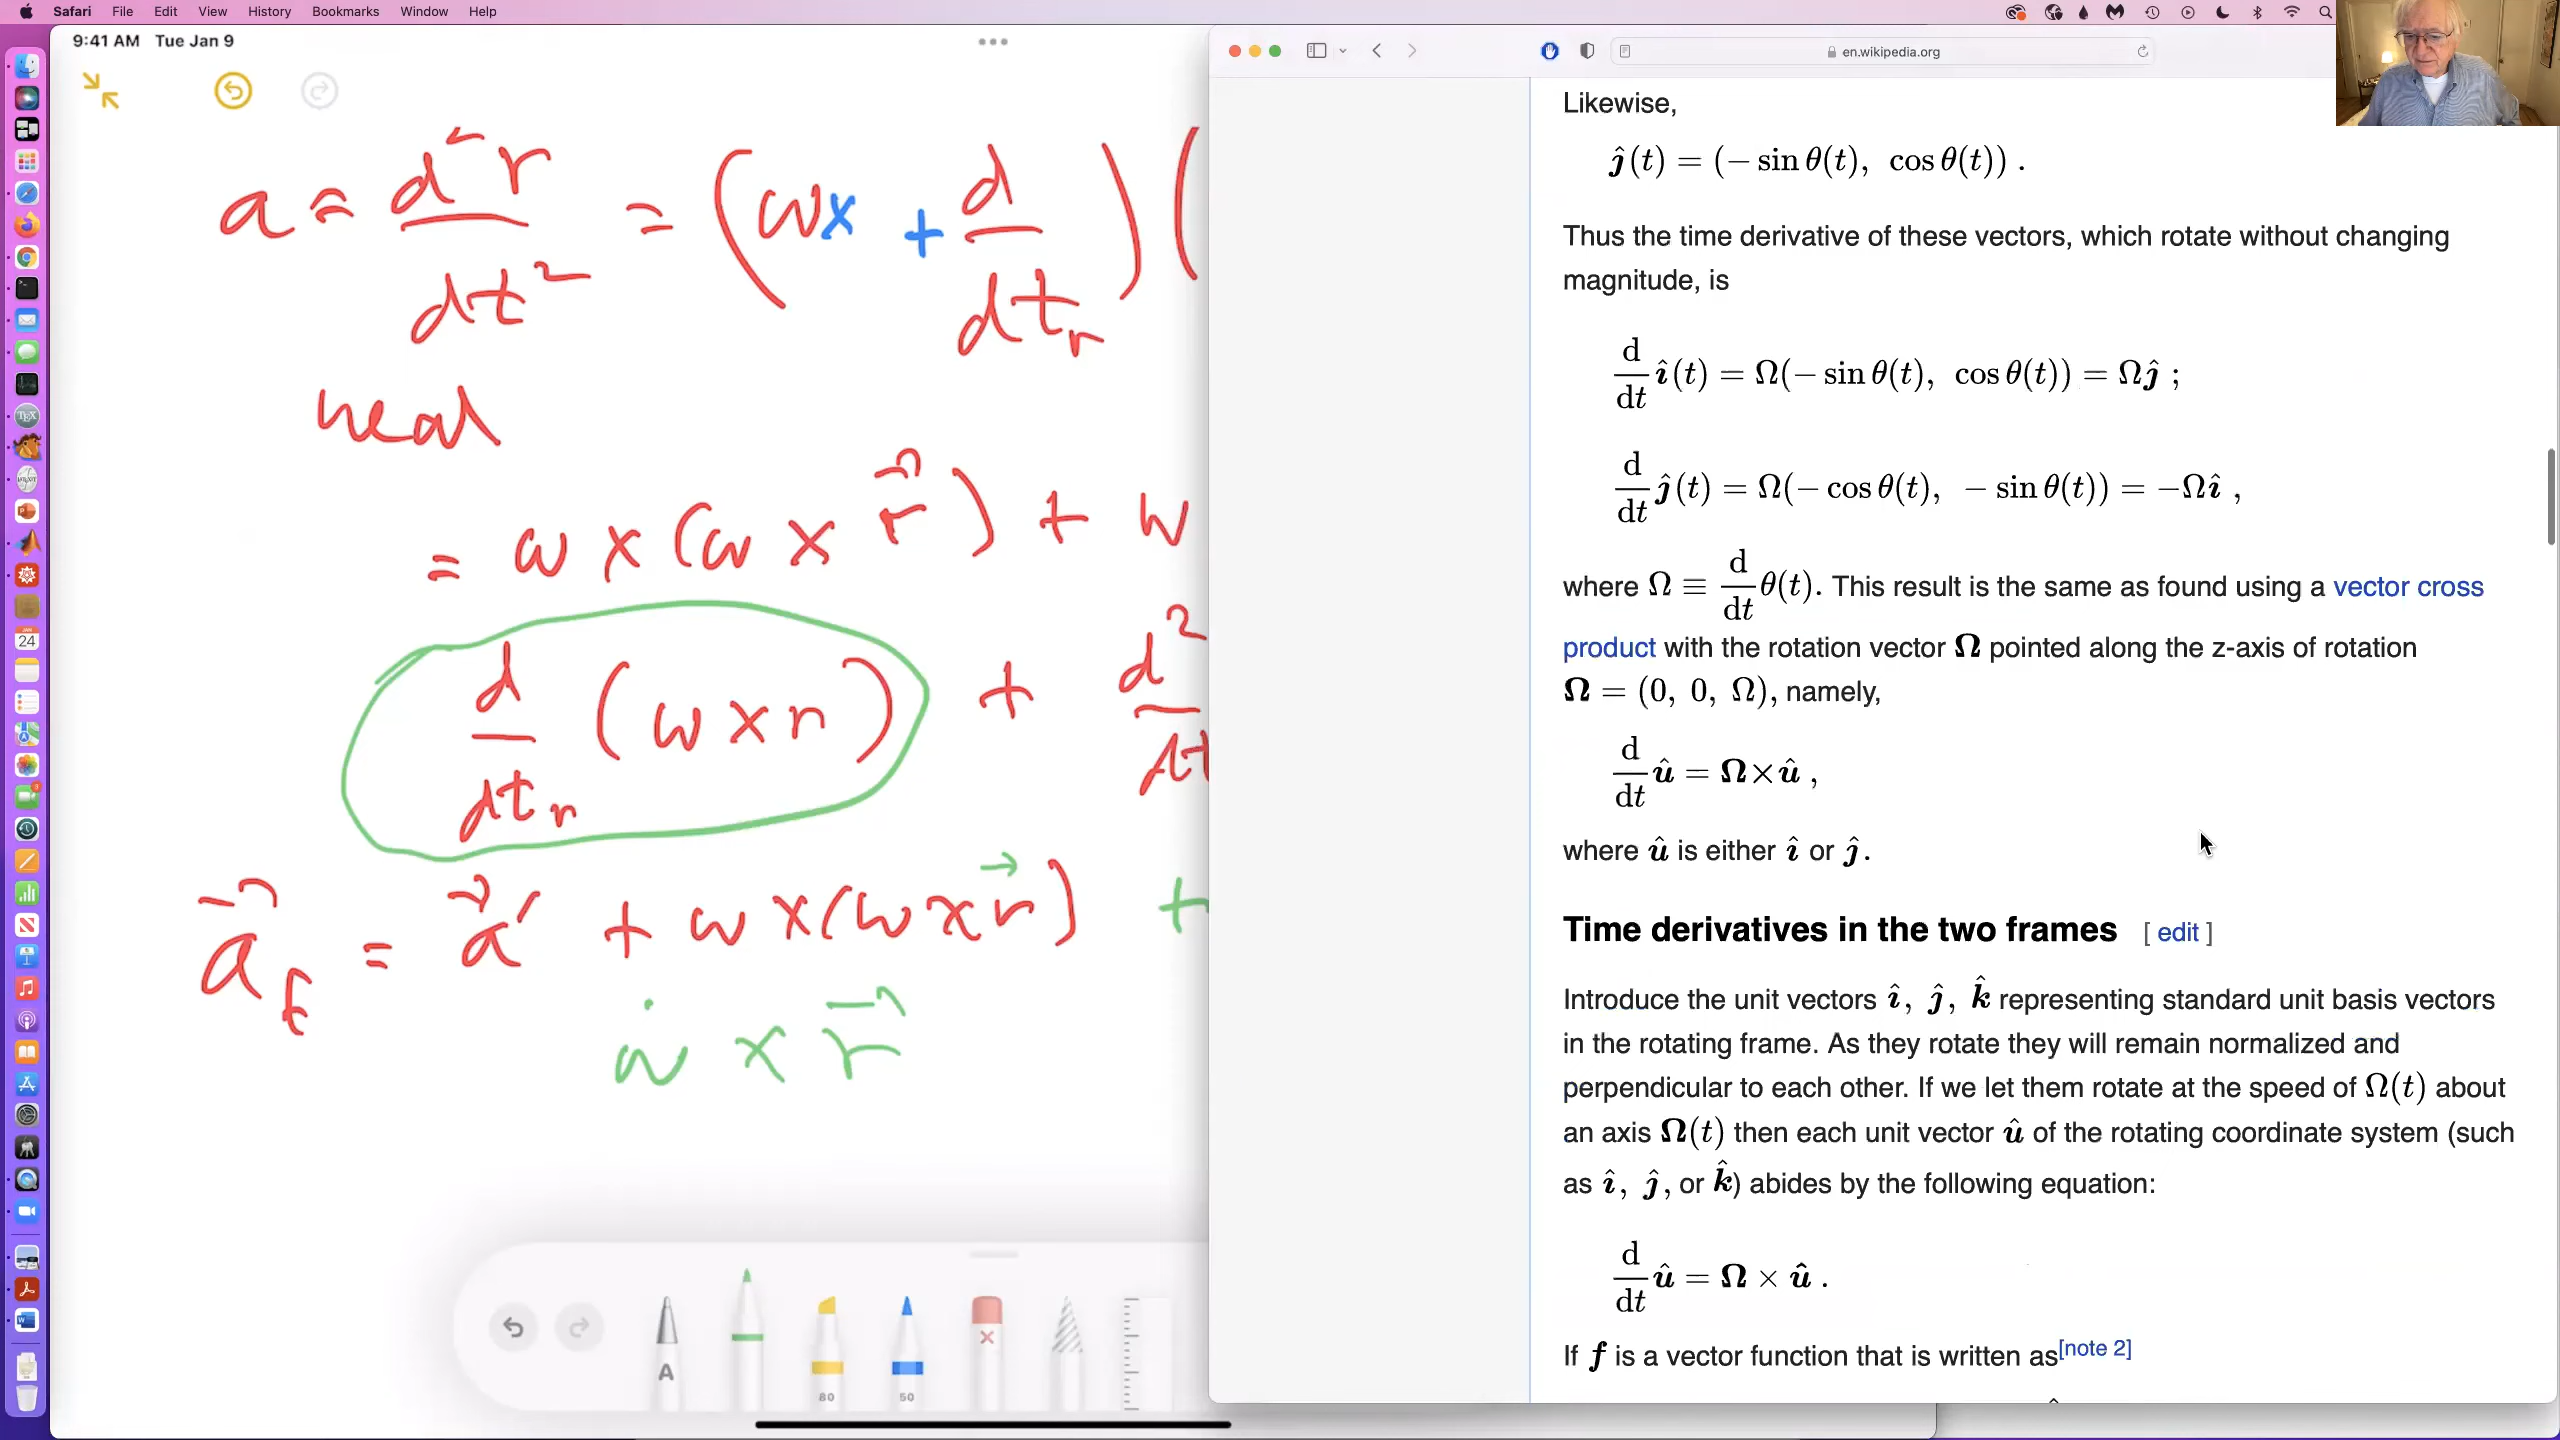 Safari File Edit View History Bookmarks Window Help
9:41 AM Tue Jan 9
a = d²r / dt² = (ωx + d / dt_r) (
real
= ω × (ω × r⃗) + ω
d / dt_r (ω × r) + d² / dt
a⃗_f = a⃗′ + ω × (ω × r⃗) +
ω̇ × r⃗
A
80
50
24
en.wikipedia.org
Likewise,
ĵ(t) = (− sin θ(t), cos θ(t)) .
Thus the time derivative of these vectors, which rotate without changing
magnitude, is
d/dt î(t) = Ω(− sin θ(t), cos θ(t)) = Ωĵ ;
d/dt ĵ(t) = Ω(− cos θ(t), − sin θ(t)) = −Ωî ,
where Ω ≡ d/dt θ(t). This result is the same as found using a vector cross
product with the rotation vector Ω pointed along the z-axis of rotation
Ω = (0, 0, Ω), namely,
d/dt û = Ω×û ,
where û is either î or ĵ.
Time derivatives in the two frames [ edit ]
Introduce the unit vectors î, ĵ, k̂ representing standard unit basis vectors
in the rotating frame. As they rotate they will remain normalized and
perpendicular to each other. If we let them rotate at the speed of Ω(t) about
an axis Ω(t) then each unit vector û of the rotating coordinate system (such
as î, ĵ, or k̂) abides by the following equation:
d/dt û = Ω × û .
If f is a vector function that is written as[note 2]